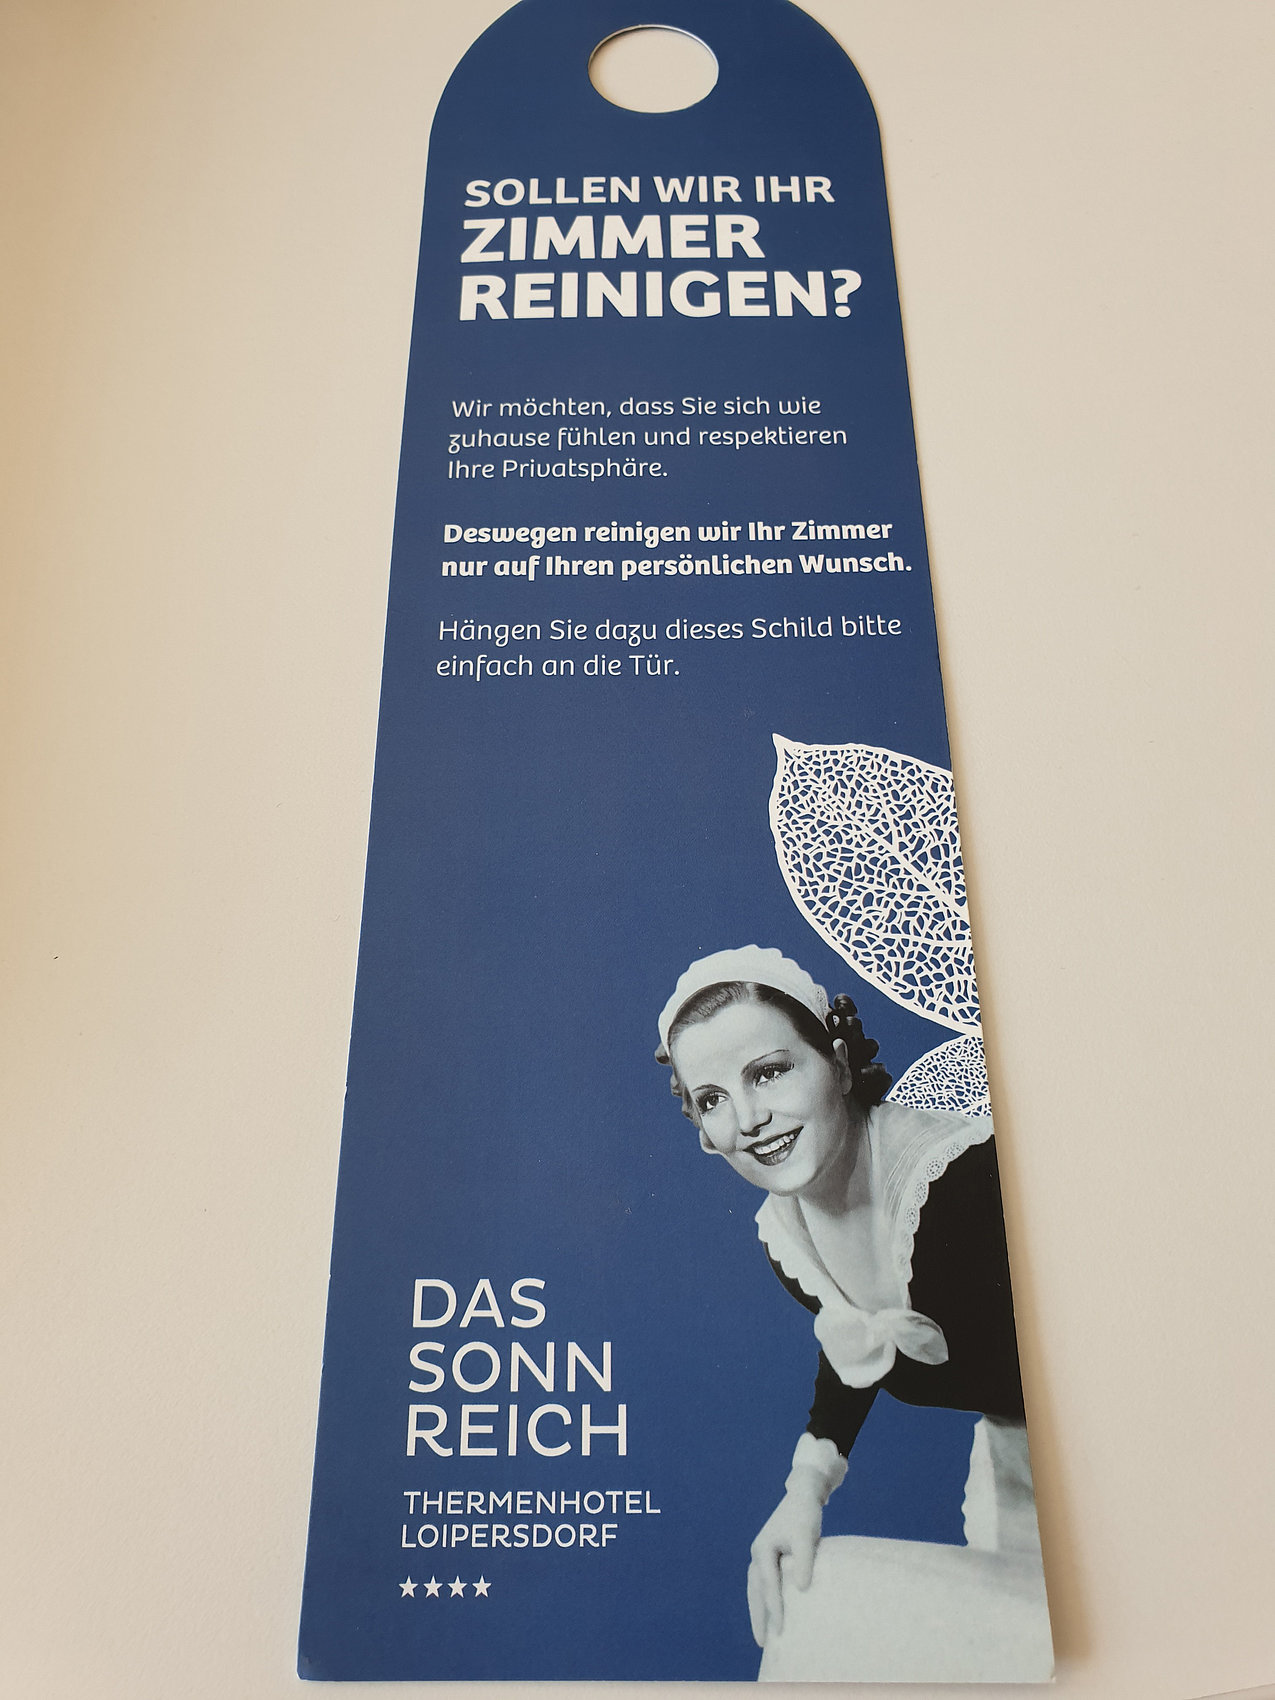 SOLLEN WIR IHR
ZIMMER
REINIGEN?
Wir möchten, dass Sie sich wie
zuhause fühlen und respektieren
Ihre Privatsphäre.
Deswegen reinigen wir Ihr Zimmer
nur auf Ihren persönlichen Wunsch.
Hängen Sie dazu dieses Schild bitte
einfach an die Tür.
DAS
SONN
REICH
THERMENHOTEL
LOIPERSDORF
★★★★